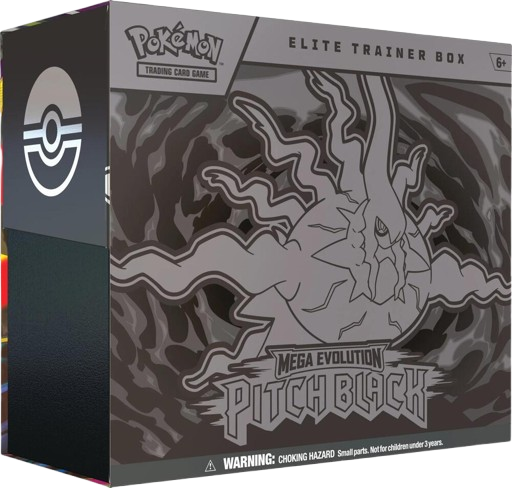 Pokémon
TRADING CARD GAME
ELITE TRAINER BOX
6+
MEGA EVOLUTION
PITCH BLACK
WARNING: CHOKING HAZARD Small parts. Not for children under 3 years.